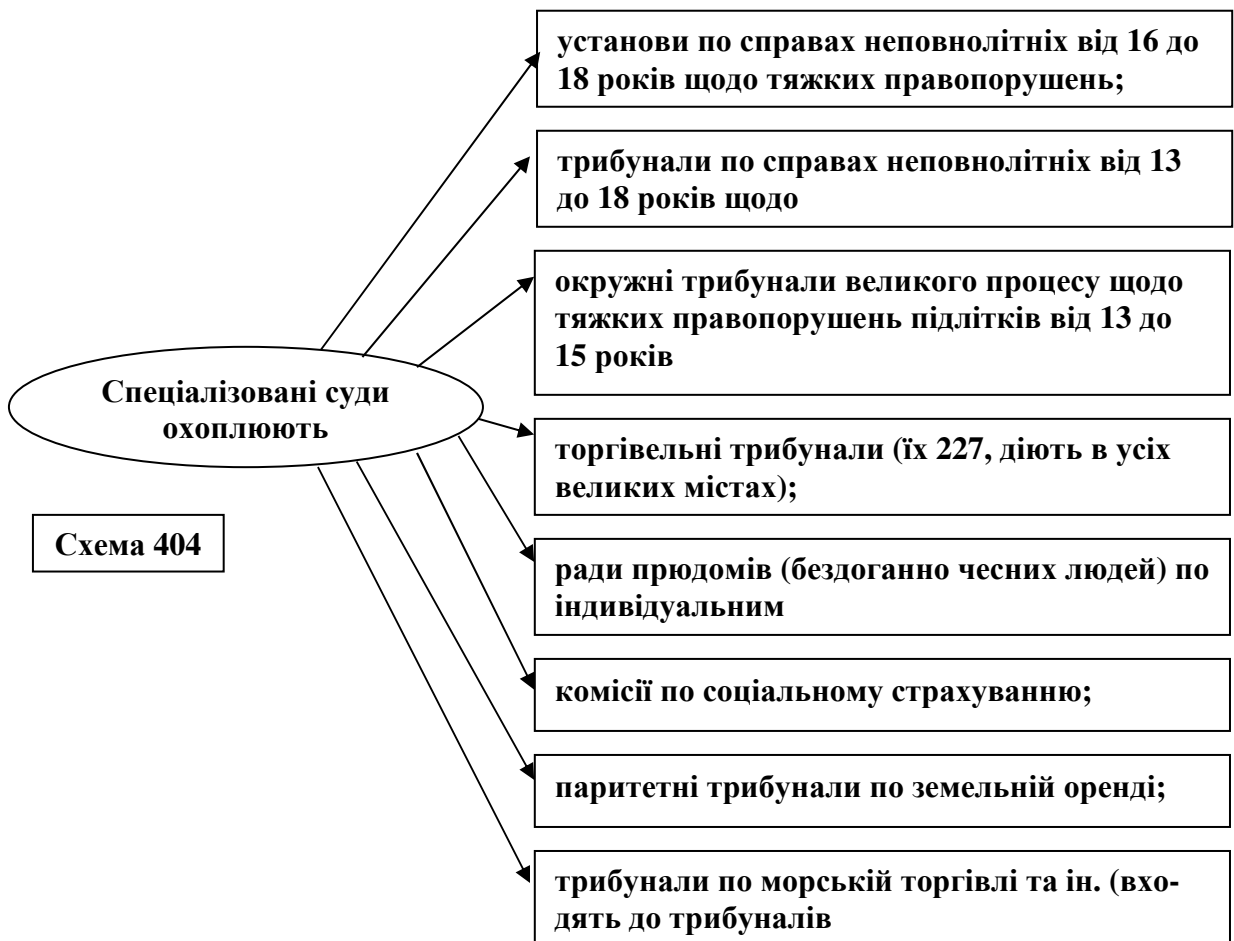 установи по справах неповнолітніх від 16 до
18 років щодо тяжких правопорушень;
трибунали по справах неповнолітніх від 13
до 18 років щодо
окружні трибунали великого процесу щодо
тяжких правопорушень підлітків від 13 до
15 років
Спеціалізовані суди
охоплюють
торгівельні трибунали (їх 227, діють в усіх
великих містах);
Схема 404
ради прюдомів (бездоганно чесних людей) по
індивідуальним
комісії по соціальному страхуванню;
паритетні трибунали по земельній оренді;
трибунали по морській торгівлі та ін. (вхо-
дять до трибуналів